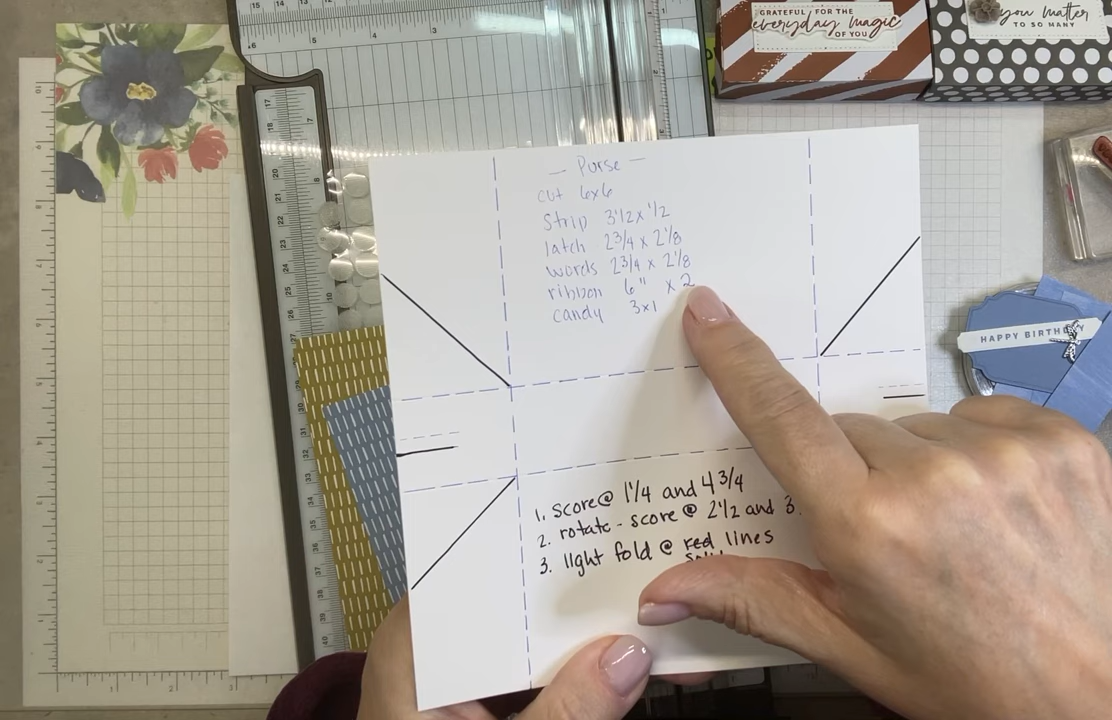 GRATEFUL FOR THE
everyday magic
OF YOU
you matter
TO SO MANY
— Purse —
cut 6x6
Strip 3 1/2 x 1/2
latch 2 3/4 x 2 1/8
words 2 3/4 x 2 1/8
ribbon 6" x 2
candy 3x1
HAPPY BIRTHDAY
1. score@ 1 1/4 and 4 3/4
2. rotate - score @ 2 1/2 and 3
3. light fold @ red lines